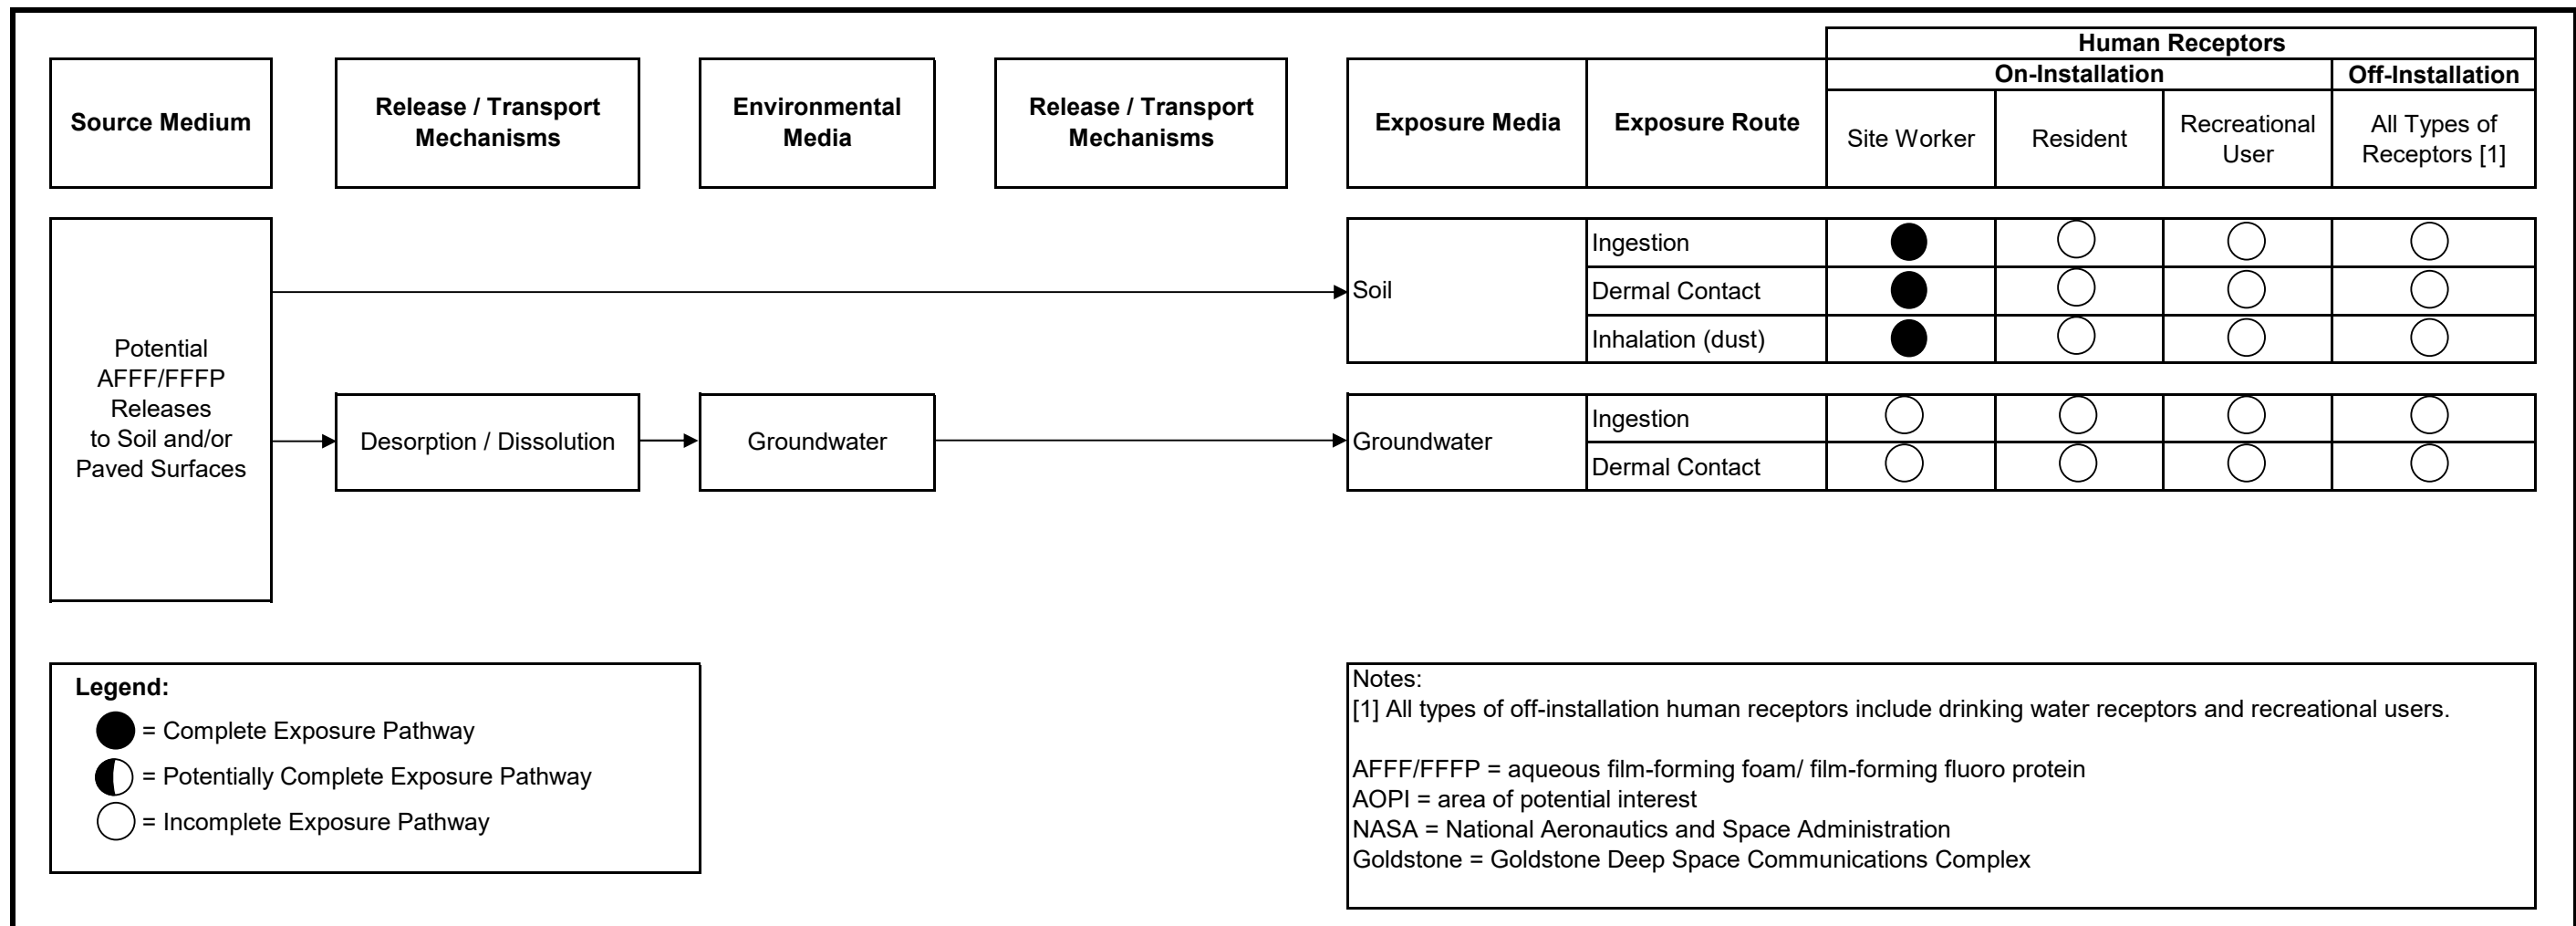 Human Receptors
On-Installation
Off-Installation
Source Medium
Release / Transport
Mechanisms
Environmental
Media
Release / Transport
Mechanisms
Exposure Media
Exposure Route
Site Worker
Resident
Recreational
User
All Types of
Receptors [1]
Potential
AFFF/FFFP
Releases
to Soil and/or
Paved Surfaces
Soil
Ingestion
Dermal Contact
Inhalation (dust)
Desorption / Dissolution
Groundwater
Groundwater
Ingestion
Dermal Contact
Legend:
= Complete Exposure Pathway
= Potentially Complete Exposure Pathway
= Incomplete Exposure Pathway
Notes:
[1] All types of off-installation human receptors include drinking water receptors and recreational users.
AFFF/FFFP = aqueous film-forming foam/ film-forming fluoro protein
AOPI = area of potential interest
NASA = National Aeronautics and Space Administration
Goldstone = Goldstone Deep Space Communications Complex